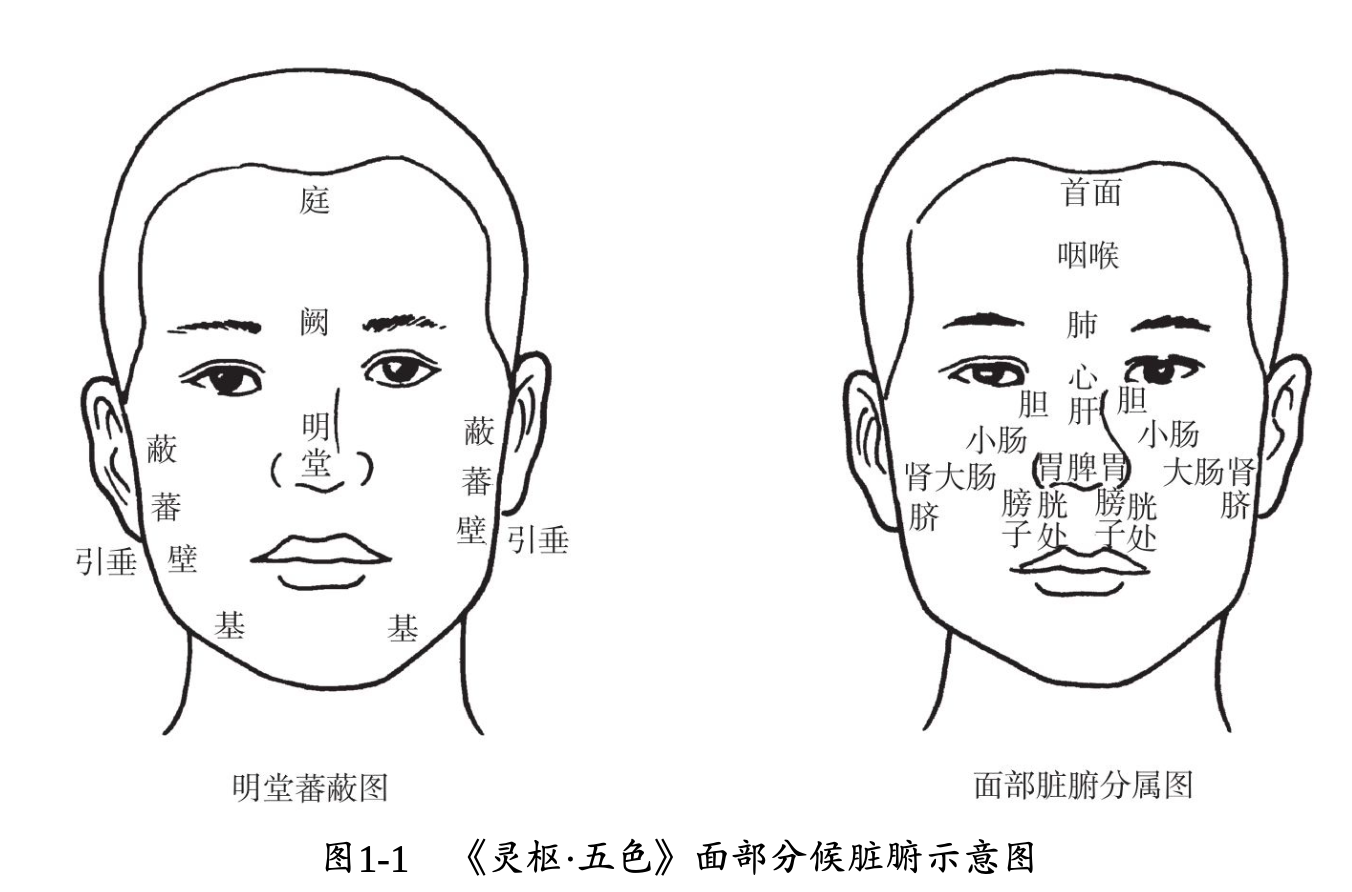 庭
阙
明堂
蔽
蕃
壁
引垂
基
蔽
蕃
壁
引垂
基
明堂蕃蔽图
首面
咽喉
肺
心
肝
胆
胆
小肠
小肠
胃脾胃
肾大肠
大肠肾
脐
脐
膀胱
子处
膀胱
子处
面部脏腑分属图
图1-1 《灵枢·五色》面部分候脏腑示意图